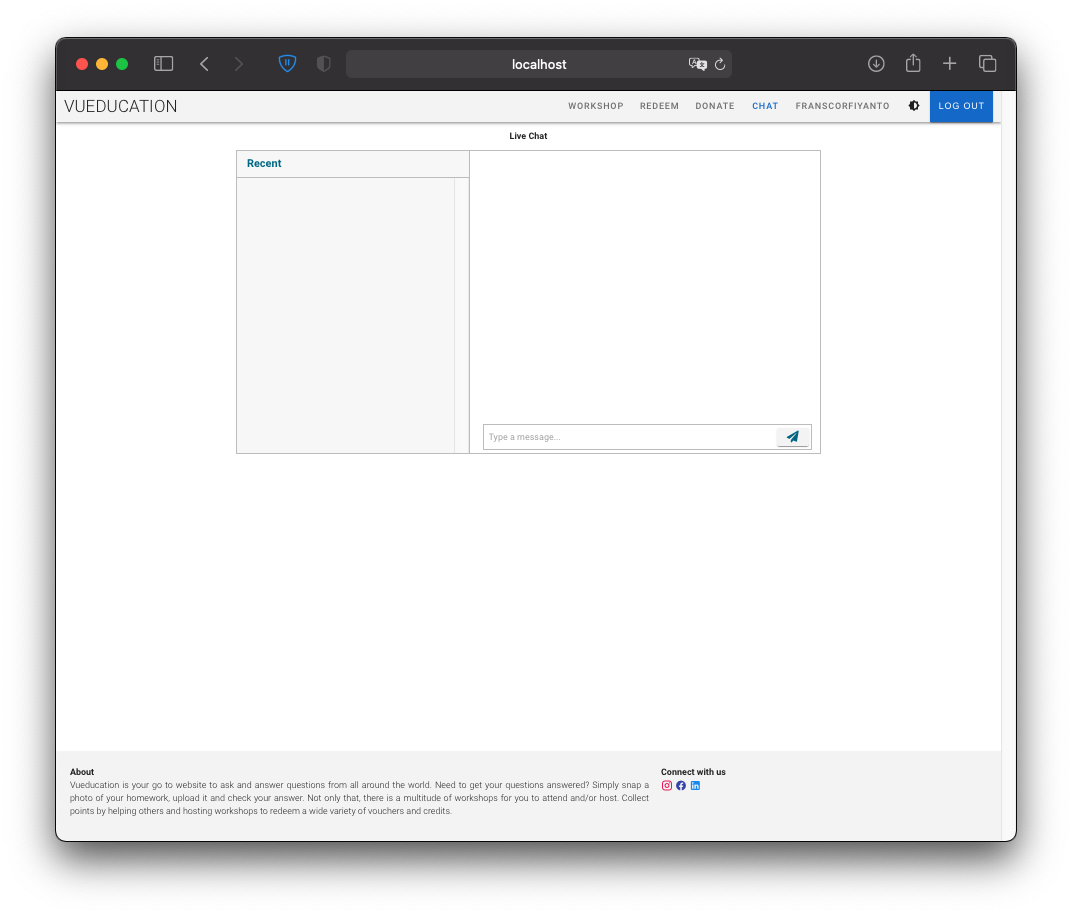 localhost
VUEDUCATION
WORKSHOP REDEEM DONATE CHAT FRANSCORFIYANTO LOG OUT
Live Chat
Recent
Type a message...
About
Vueducation is your go to website to ask and answer questions from all around the world. Need to get your questions answered? Simply snap a
photo of your homework, upload it and check your answer. Not only that, there is a multitude of workshops for you to attend and/or host. Collect
points by helping others and hosting workshops to redeem a wide variety of vouchers and credits.
Connect with us